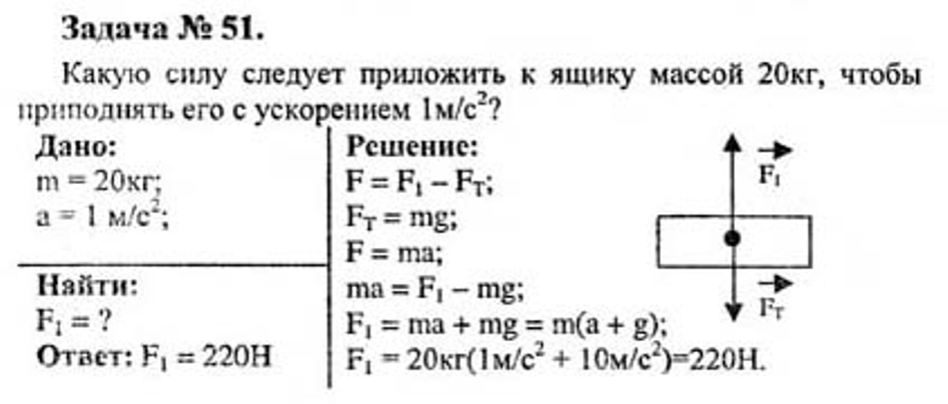 Задача № 51.
Какую силу следует приложить к ящику массой 20кг, чтобы
приподнять его с ускорением 1м/с²?
Дано:
m = 20кг;
a = 1 м/с²;
Найти:
F₁ = ?
Ответ: F₁ = 220Н
Решение:
F = F₁ – Fт;
Fт = mg;
F = ma;
ma = F₁ – mg;
F₁ = ma + mg = m(a + g);
F₁ = 20кг(1м/с² + 10м/с²)=220Н.
F₁
Fт